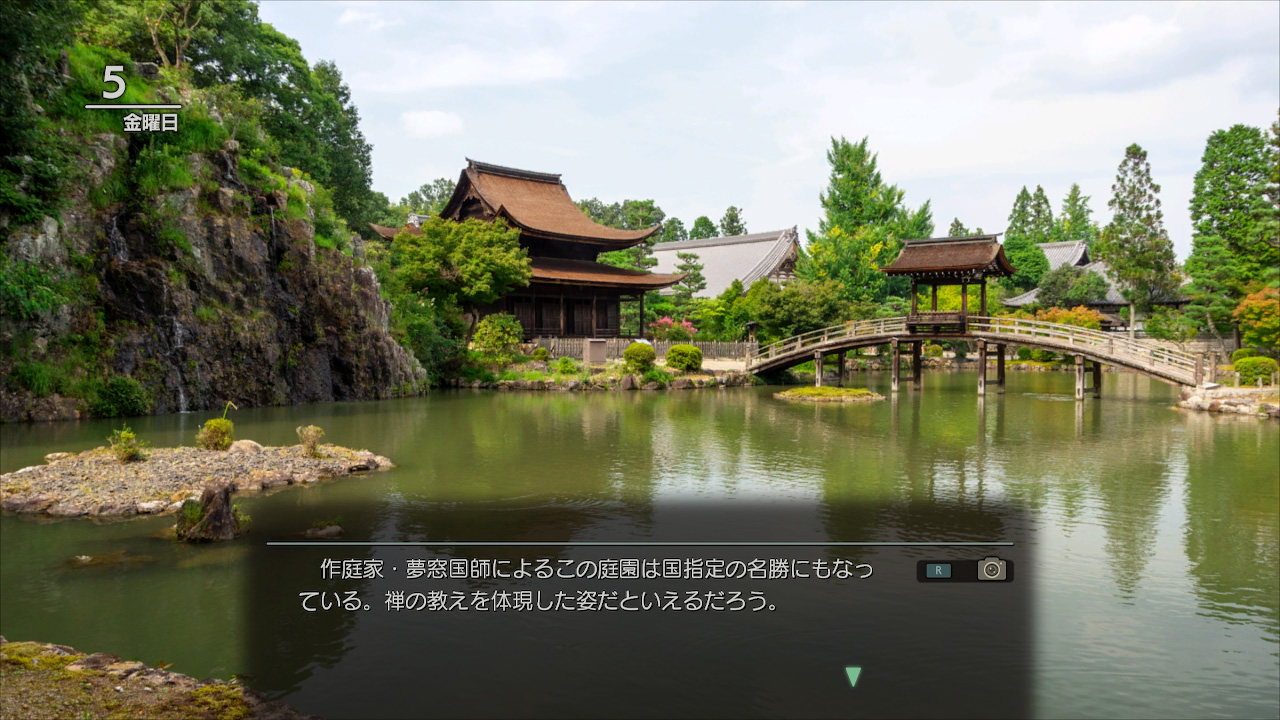 5
金曜日
作庭家・夢窓国師によるこの庭園は国指定の名勝にもなっ
ている。禅の教えを体現した姿だといえるだろう。
R